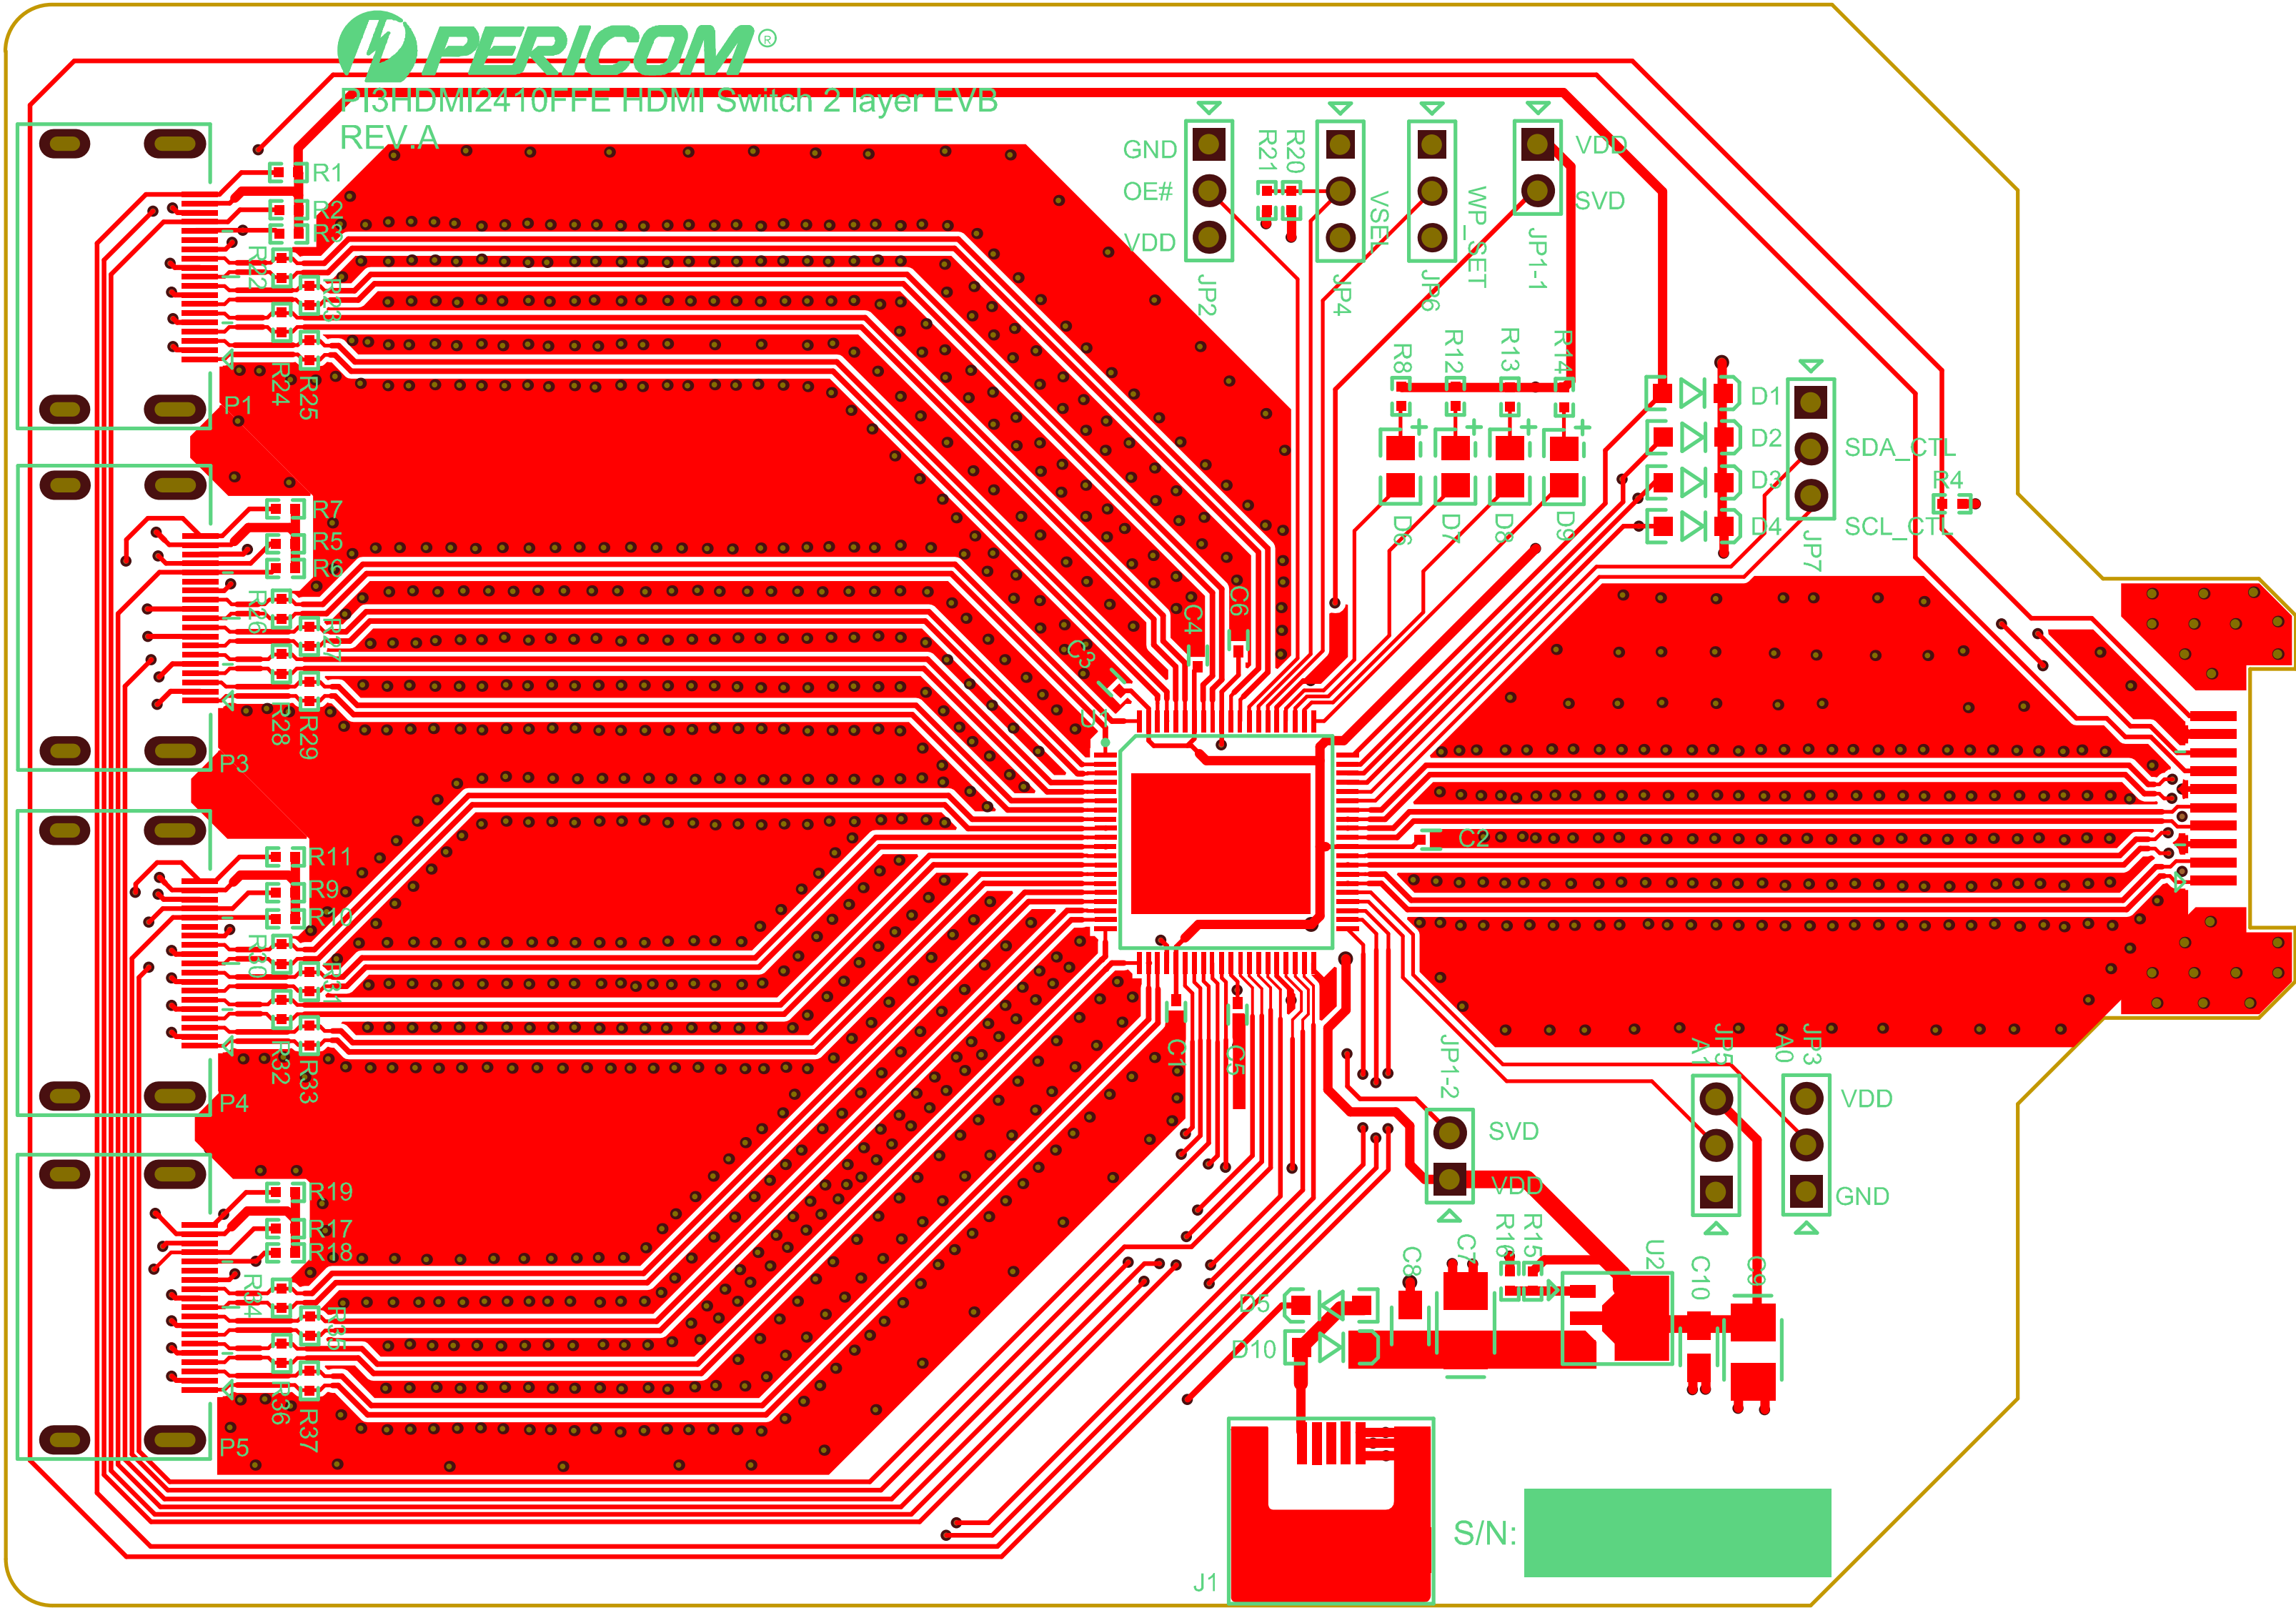 PERICOM®
PI3HDMI2410FFE HDMI Switch 2 layer EVB
REV.A
GND
OE#
VDD
JP2
R21
R20
VSEL
JP4
WP_SET
JP6
VDD
SVD
JP1-1
R1
R2
R3
R22
R23
R24
R25
P1
R8
R12
R13
R14
+
+
+
+
D6
D7
D8
D9
D1
D2
D3
D4
SDA_CTL
SCL_CTL
JP7
R4
R7
R5
R6
R26
R27
R28
R29
P3
C3
C4
C6
U1
C2
R11
R9
R10
R30
R31
R32
R33
P4
C1
C5
JP1-2
SVD
VDD
JP5
A1
A0
JP3
VDD
GND
R19
R17
R18
R34
R35
R36
R37
P5
D5
D10
C8
C7
R16
R15
U2
C10
C9
J1
S/N: